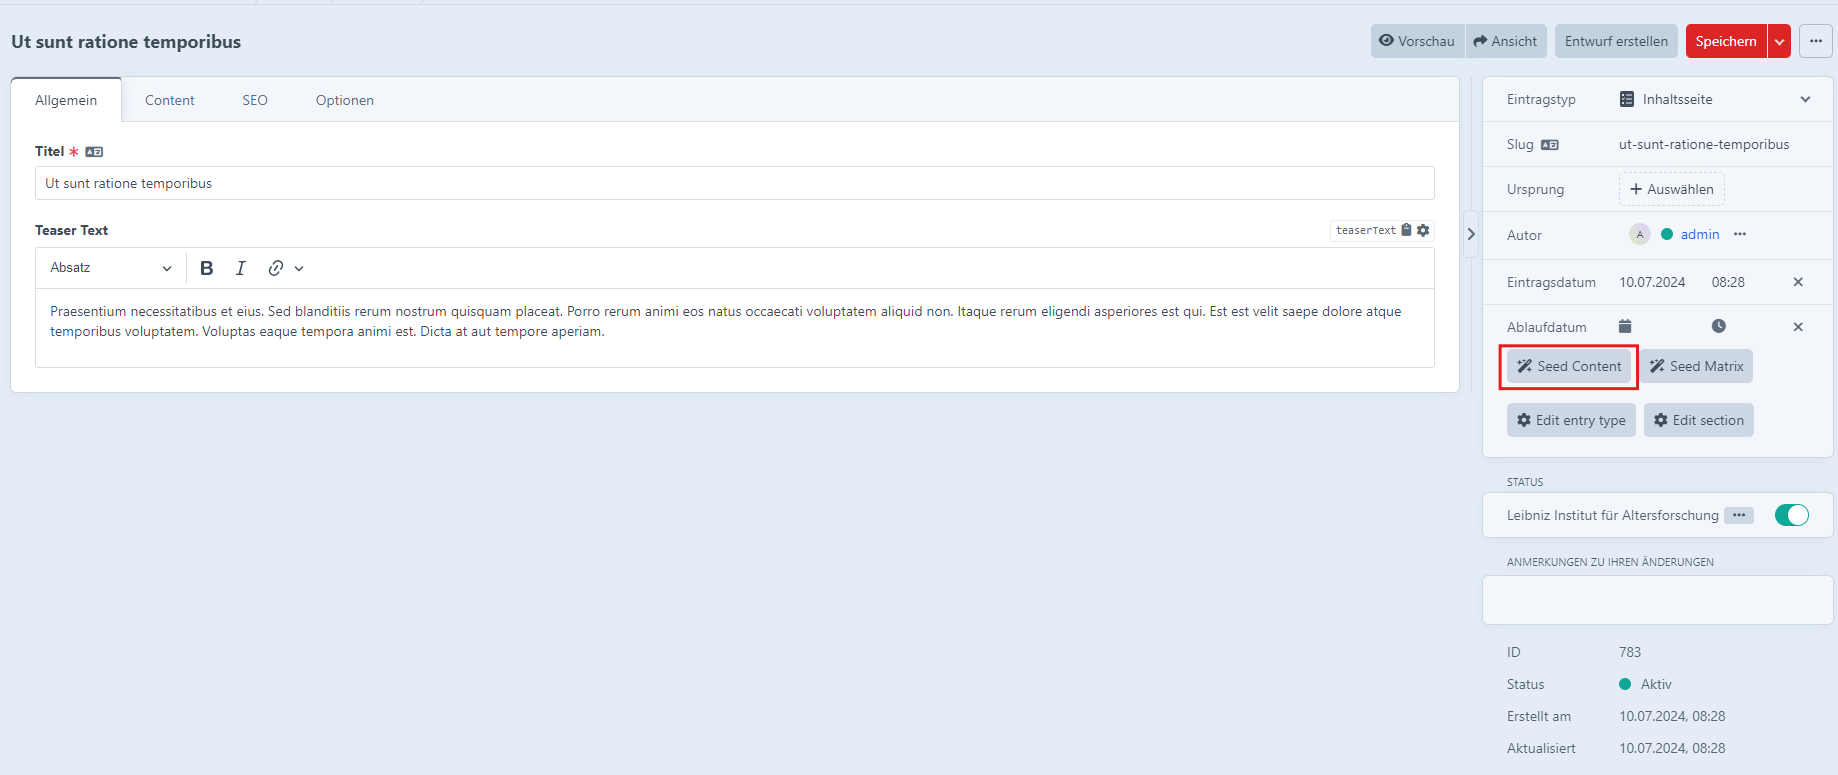 Ut sunt ratione temporibus
Vorschau
Ansicht
Entwurf erstellen
Speichern
Allgemein
Content
SEO
Optionen
Titel *
Ut sunt ratione temporibus
Teaser Text
teaserText
Absatz
B I
Praesentium necessitatibus et eius. Sed blanditiis rerum nostrum quisquam placeat. Porro rerum animi eos natus occaecati voluptatem aliquid non. Itaque rerum eligendi asperiores est qui. Est est velit saepe dolore atque
temporibus voluptatem. Voluptas eaque tempora animi est. Dicta at aut tempore aperiam.
Eintragstyp Inhaltsseite
Slug ut-sunt-ratione-temporibus
Ursprung + Auswählen
Autor A admin
Eintragsdatum 10.07.2024 08:28
Ablaufdatum
Seed Content
Seed Matrix
Edit entry type
Edit section
STATUS
Leibniz Institut für Altersforschung
ANMERKUNGEN ZU IHREN ÄNDERUNGEN
ID 783
Status Aktiv
Erstellt am 10.07.2024, 08:28
Aktualisiert 10.07.2024, 08:28